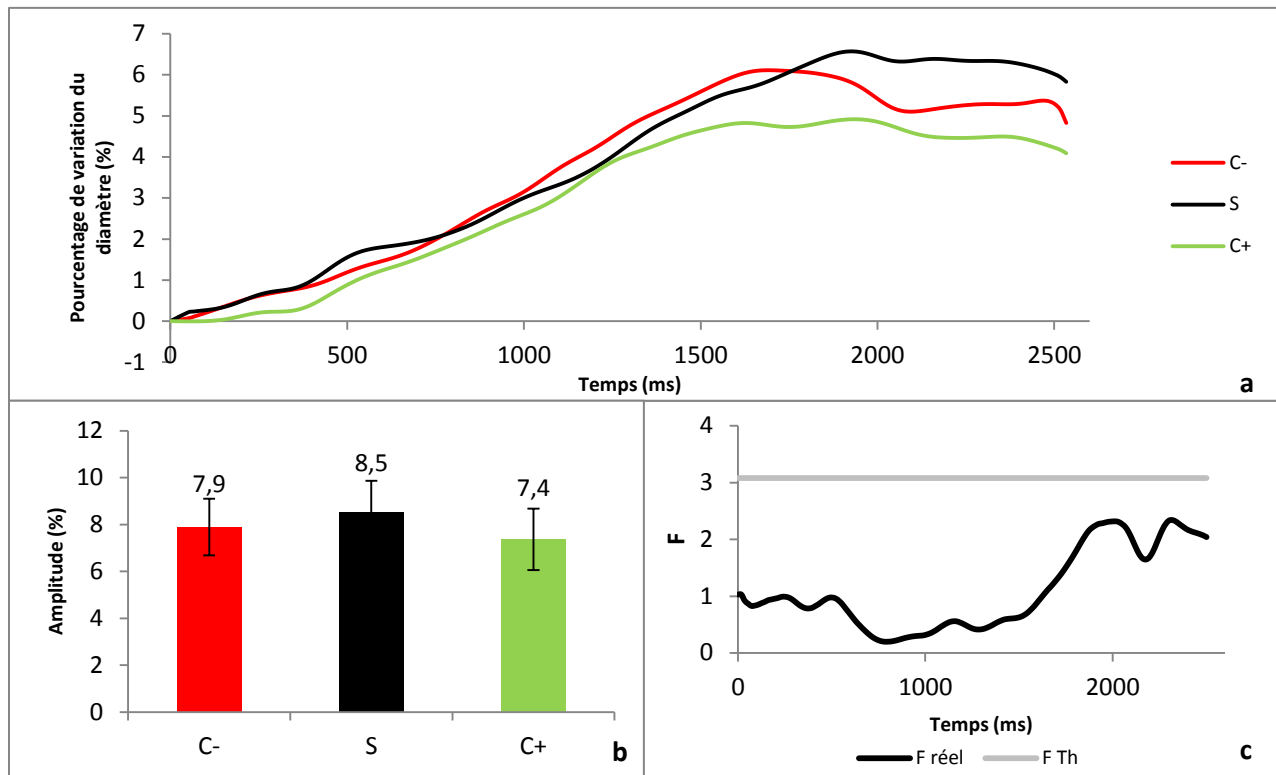 7
6
5
4
3
2
1
0
-1
Pourcentage de variation du
diamètre (%)
0
500
1000
1500
2000
2500
Temps (ms)
C-
S
C+
a
12
10
8
6
4
2
0
Amplitude (%)
7,9
8,5
7,4
C-
S
C+
b
4
3
2
1
0
F
0
1000
2000
Temps (ms)
F réel
F Th
c